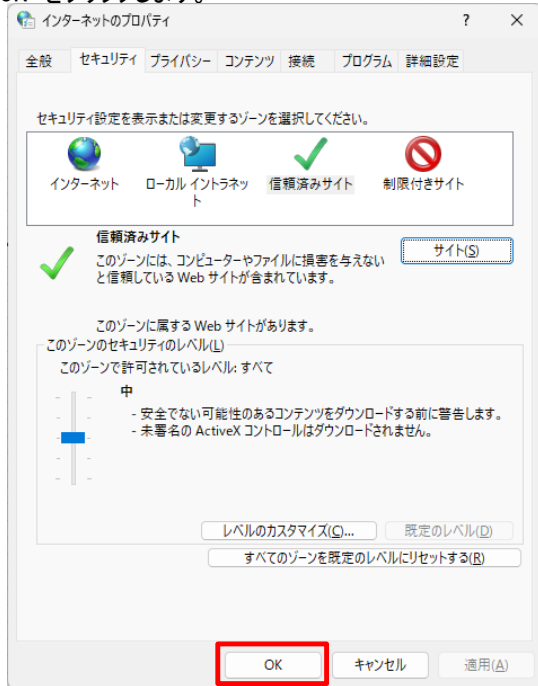 インターネットのプロパティ
?
×
全般 セキュリティ プライバシー コンテンツ 接続 プログラム 詳細設定
セキュリティ設定を表示または変更するゾーンを選択してください。
インターネット ローカル イントラネット 信頼済みサイト 制限付きサイト
信頼済みサイト
サイト(S)
このゾーンには、コンピューターやファイルに損害を与えない
と信頼している Web サイトが含まれています。
このゾーンに属する Web サイトがあります。
このゾーンのセキュリティのレベル(L)
このゾーンで許可されているレベル: すべて
中
- 安全でない可能性のあるコンテンツをダウンロードする前に警告します。
- 未署名の ActiveX コントロールはダウンロードされません。
レベルのカスタマイズ(C)... 既定のレベル(D)
すべてのゾーンを既定のレベルにリセットする(R)
OK キャンセル 適用(A)